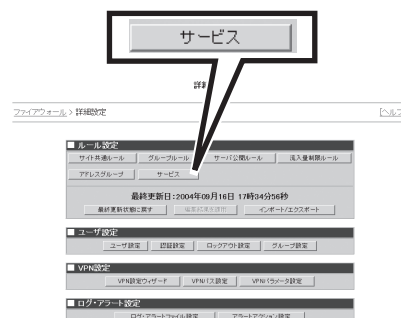 サービス
詳
ファイアウォール > 詳細設定
[ヘルプ
■ ルール設定
サイト共通ルール グループルール サーバ公開ルール 流入量制限ルール
アドレスグループ サービス
最終更新日:2004年09月16日 17時34分56秒
最終更新状態に戻す 編集結果を適用 インポート/エクスポート
■ ユーザ設定
ユーザ設定 認証設定 ロックアウト設定 グループ設定
■ VPN設定
VPN設定ウィザード VPNパス設定 VPNパラメータ設定
■ ログ・アラート設定
ログ・アラートファイル設定 アラートアクション設定